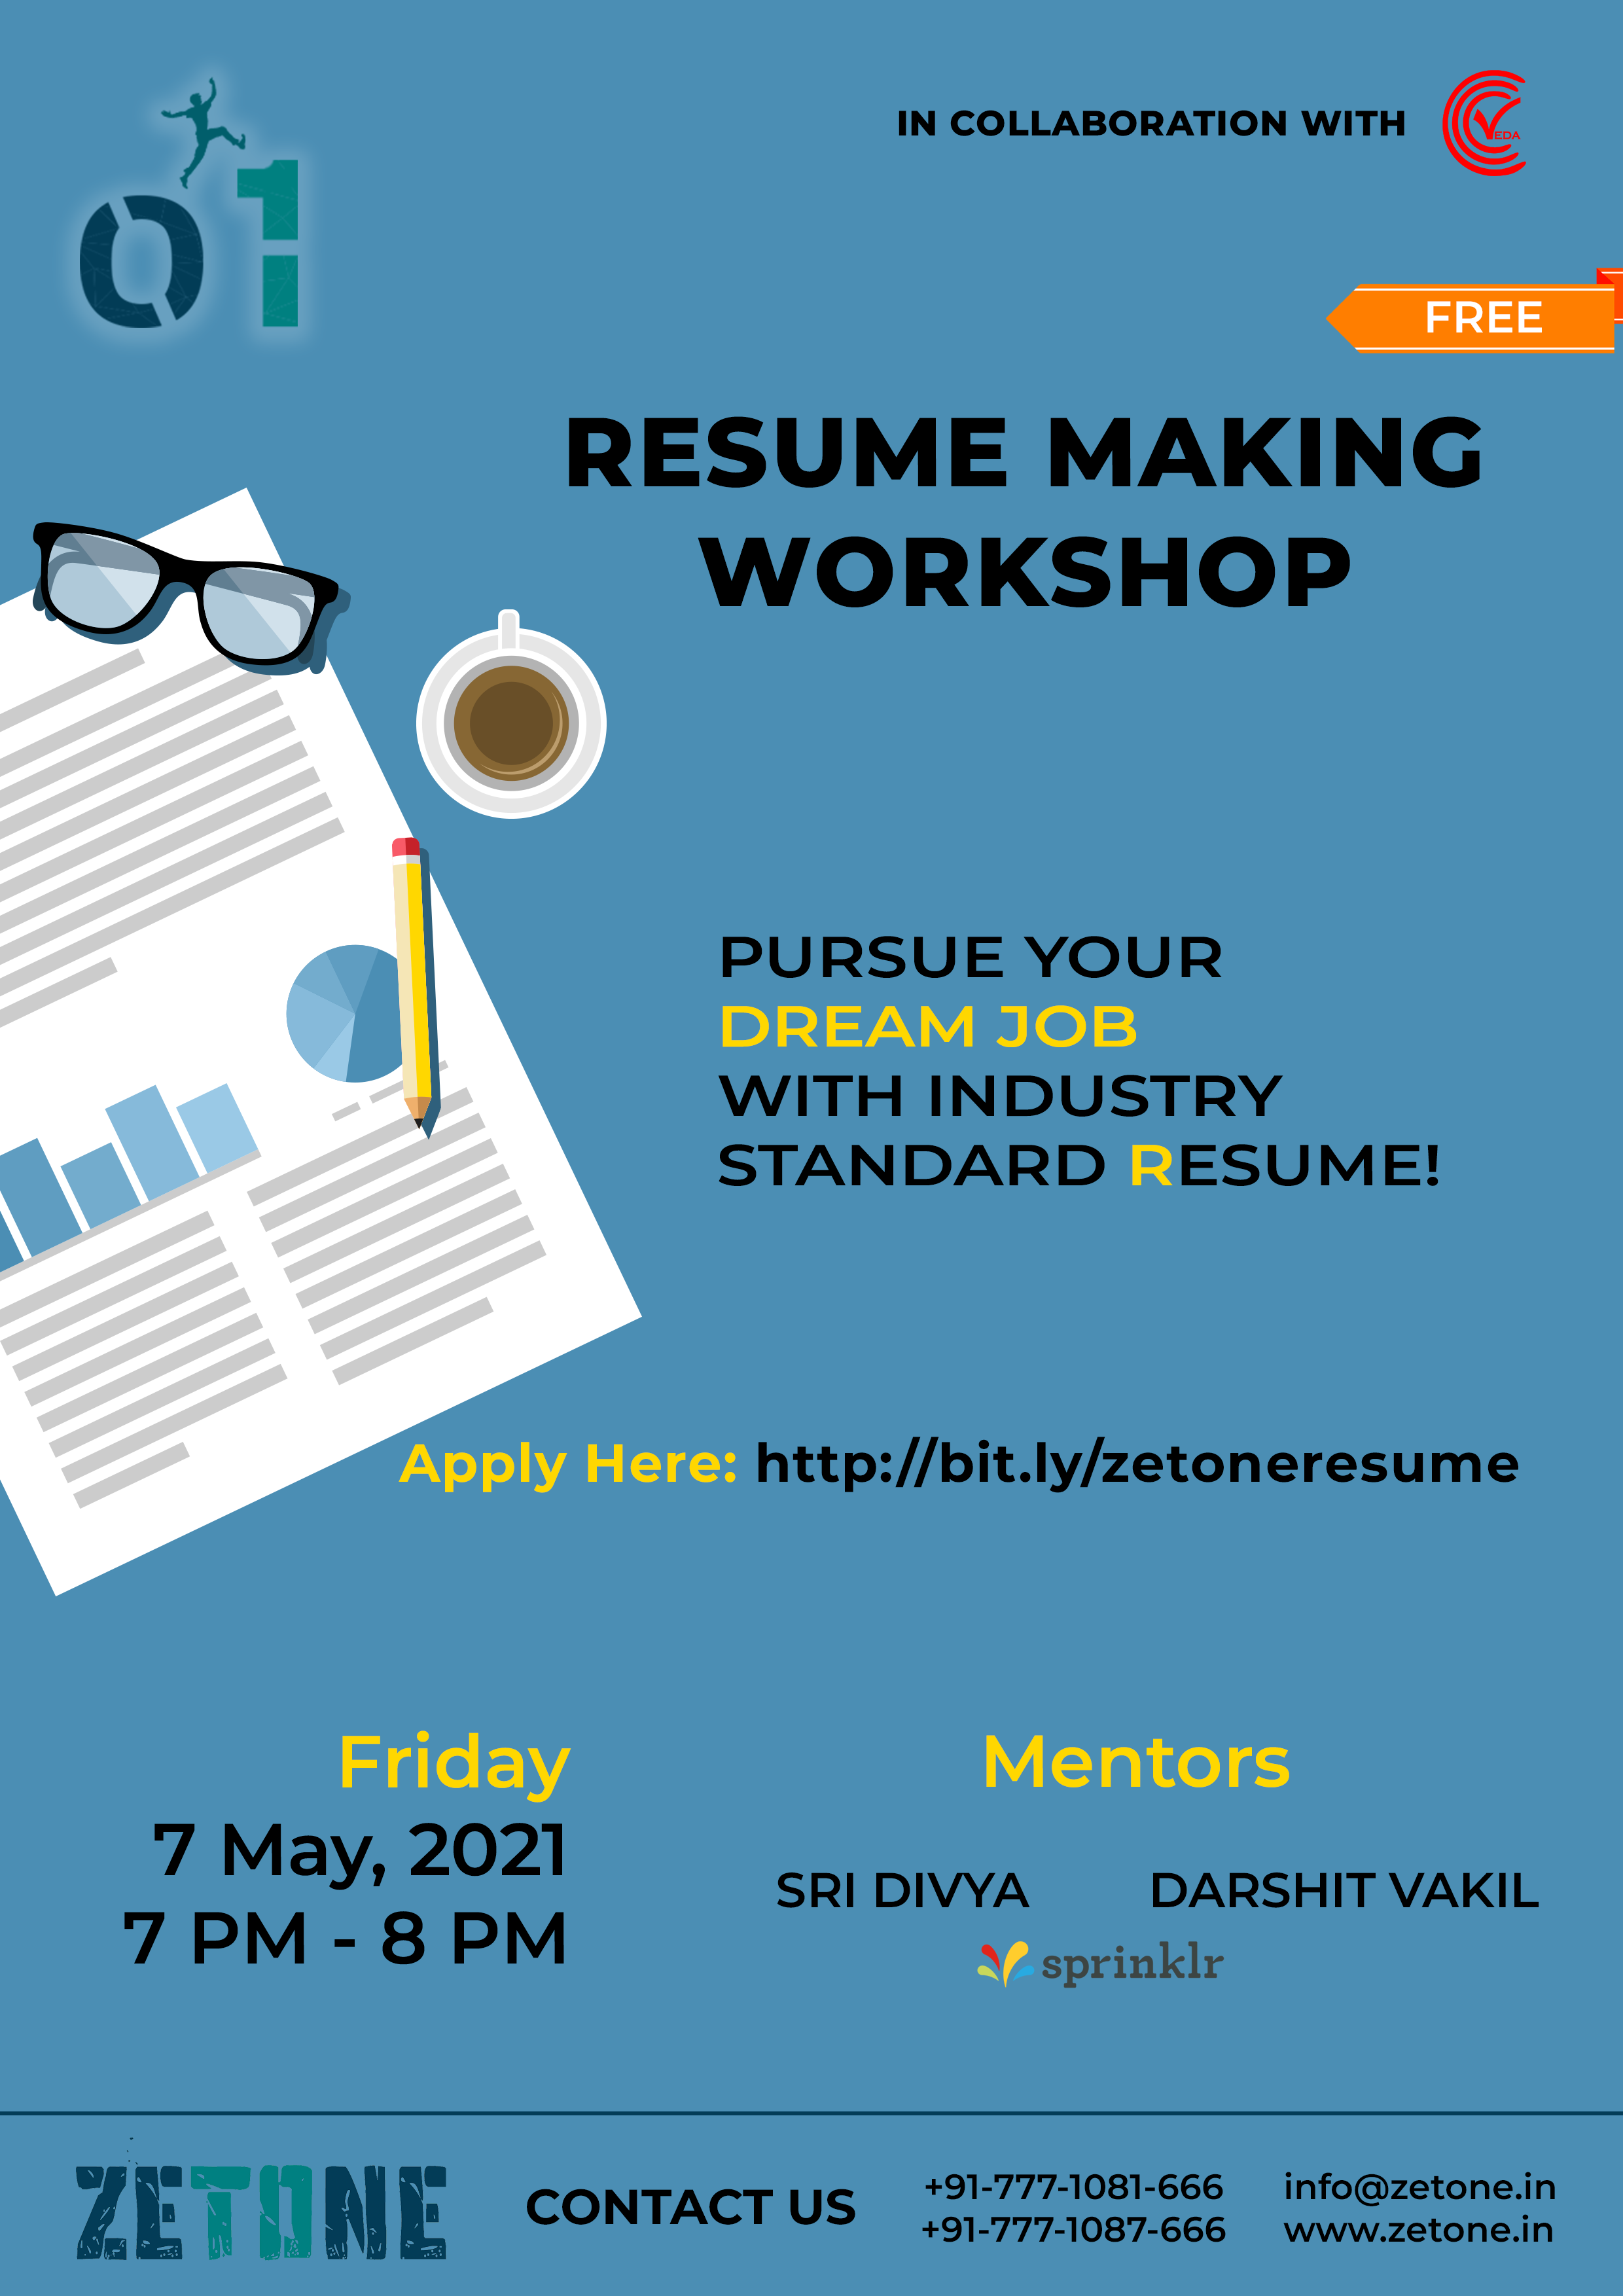 01
IN COLLABORATION WITH
VEDA
FREE
RESUME MAKING
WORKSHOP
PURSUE YOUR
DREAM JOB
WITH INDUSTRY
STANDARD RESUME!
Apply Here: http://bit.ly/zetoneresume
Friday
7 May, 2021
7 PM - 8 PM
Mentors
SRI DIVYA DARSHIT VAKIL
sprinklr
ZETONE
CONTACT US
+91-777-1081-666
+91-777-1087-666
info@zetone.in
www.zetone.in